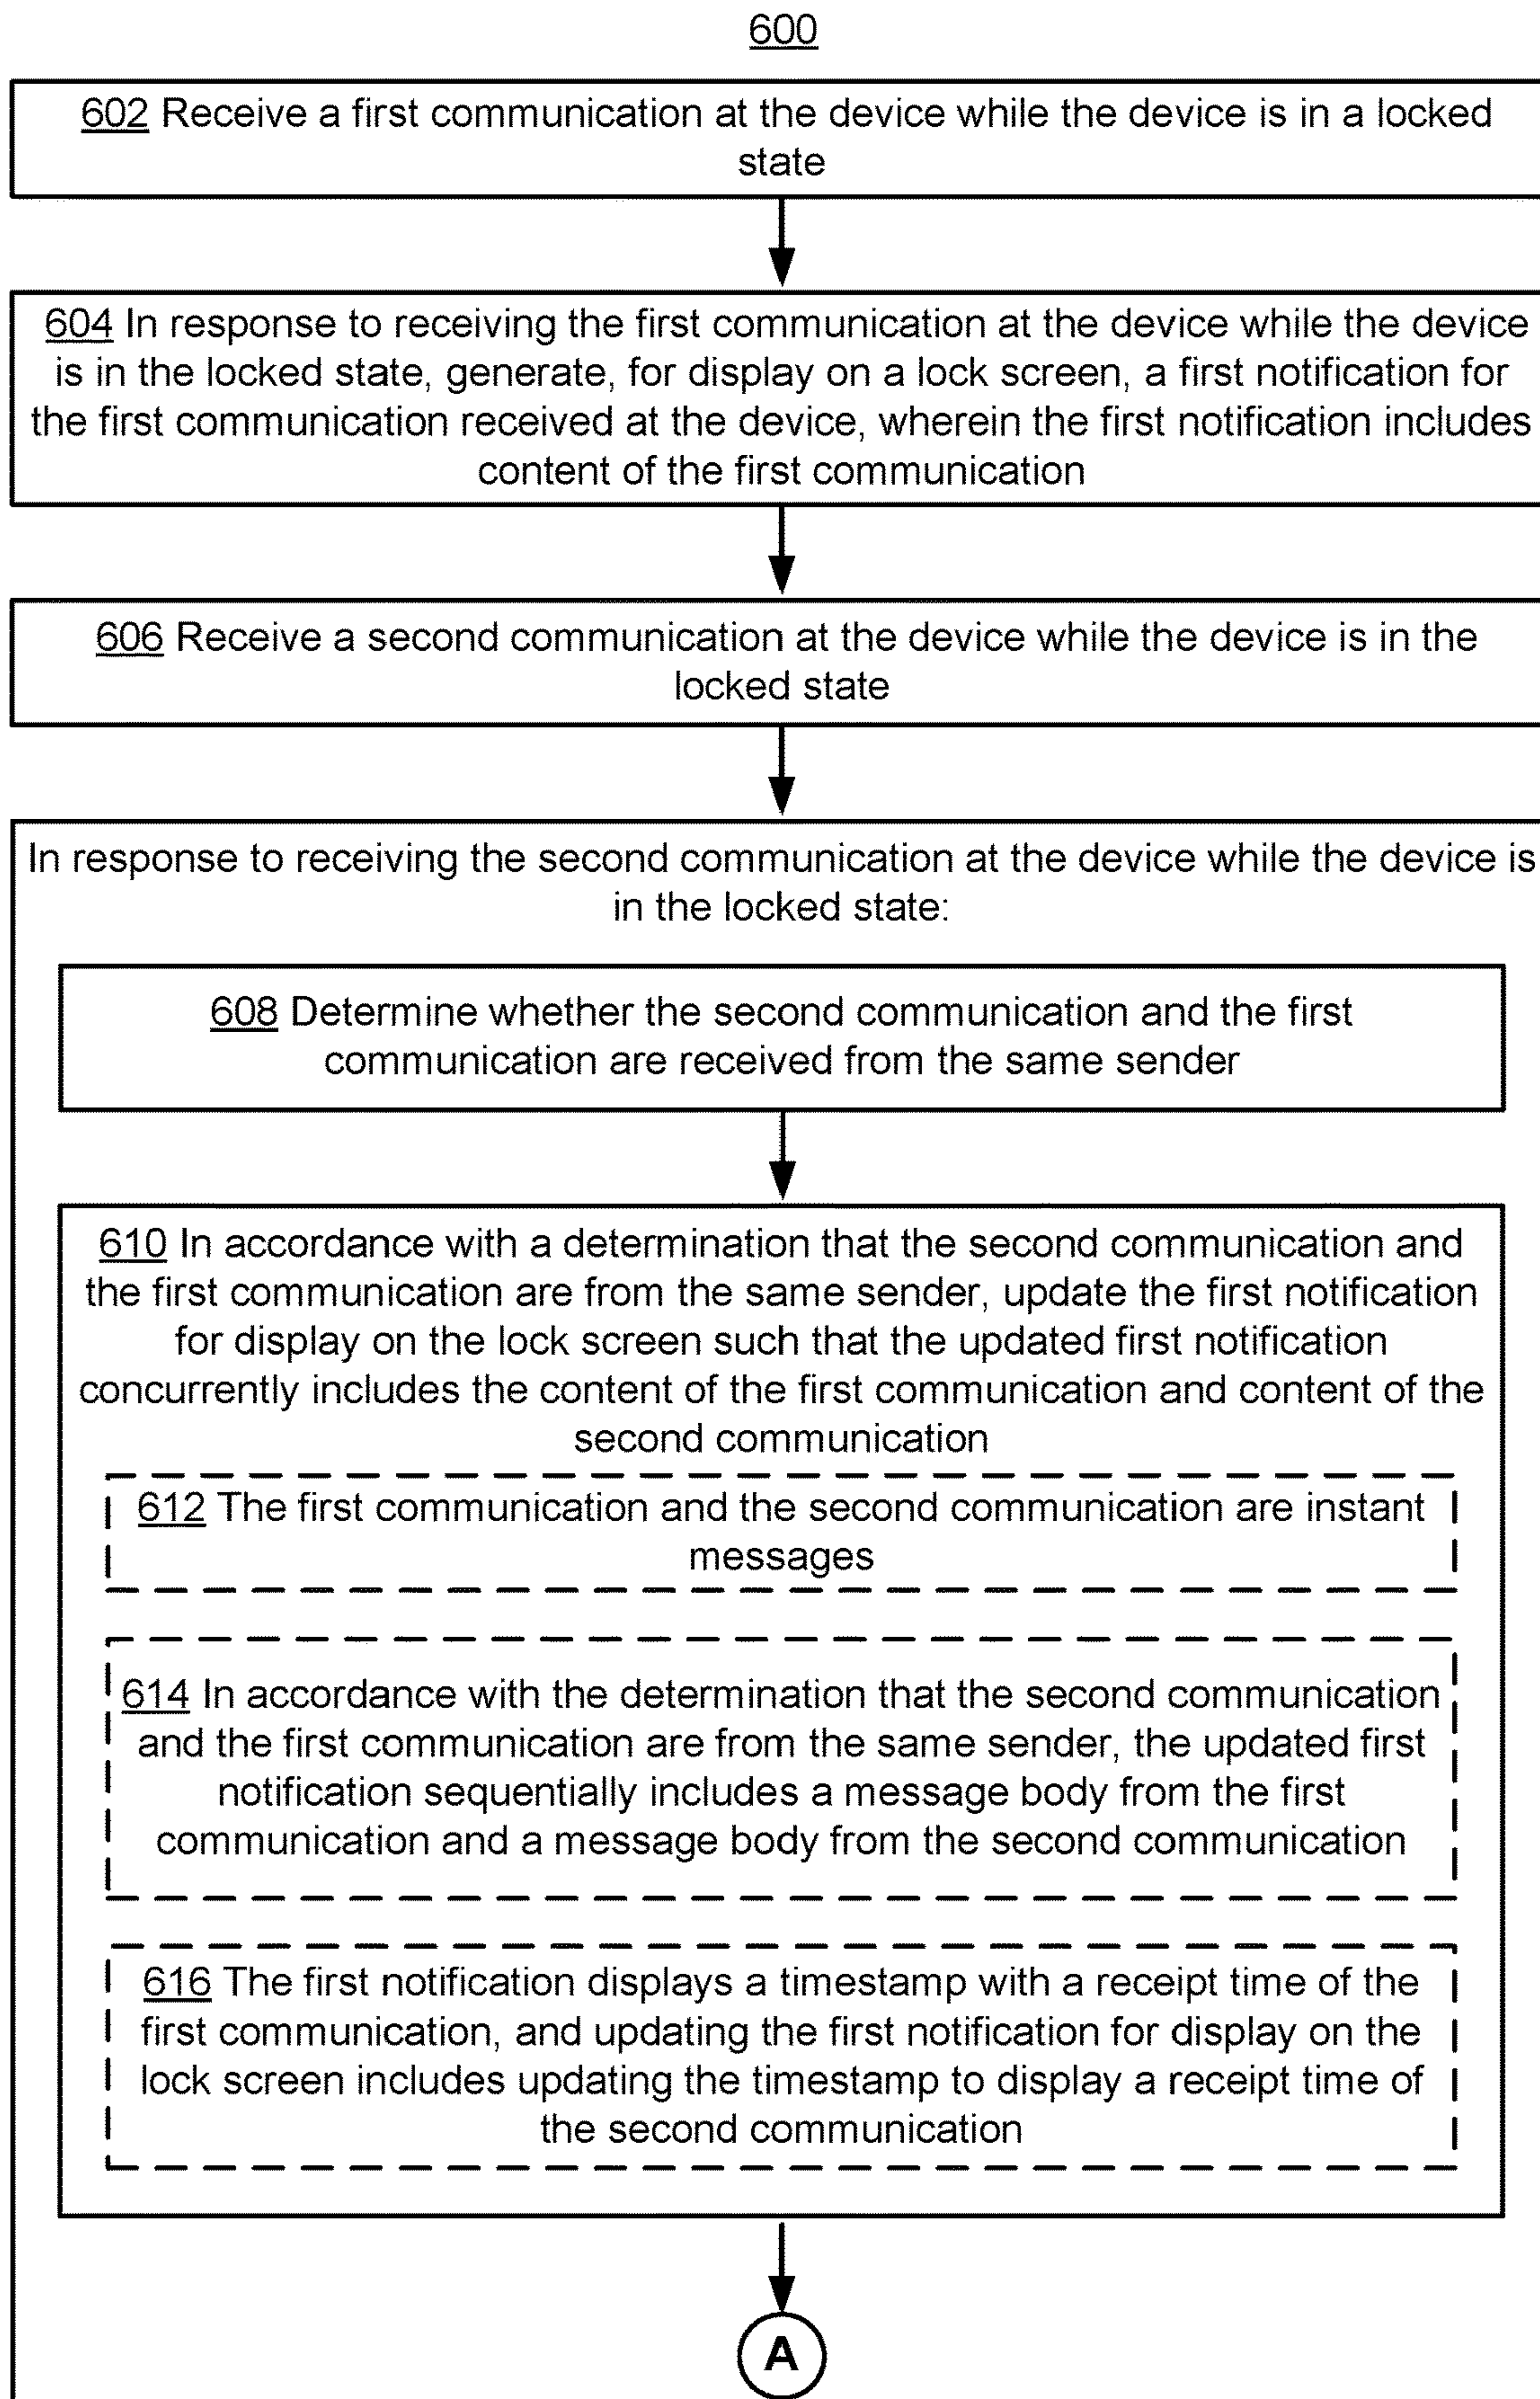 600
602 Receive a first communication at the device while the device is in a locked
state
604 In response to receiving the first communication at the device while the device
is in the locked state, generate, for display on a lock screen, a first notification for
the first communication received at the device, wherein the first notification includes
content of the first communication
606 Receive a second communication at the device while the device is in the
locked state
In response to receiving the second communication at the device while the device is
in the locked state:
608 Determine whether the second communication and the first
communication are received from the same sender
610 In accordance with a determination that the second communication and
the first communication are from the same sender, update the first notification
for display on the lock screen such that the updated first notification
concurrently includes the content of the first communication and content of the
second communication
612 The first communication and the second communication are instant
messages
614 In accordance with the determination that the second communication
and the first communication are from the same sender, the updated first
notification sequentially includes a message body from the first
communication and a message body from the second communication
616 The first notification displays a timestamp with a receipt time of the
first communication, and updating the first notification for display on the
lock screen includes updating the timestamp to display a receipt time of
the second communication
A